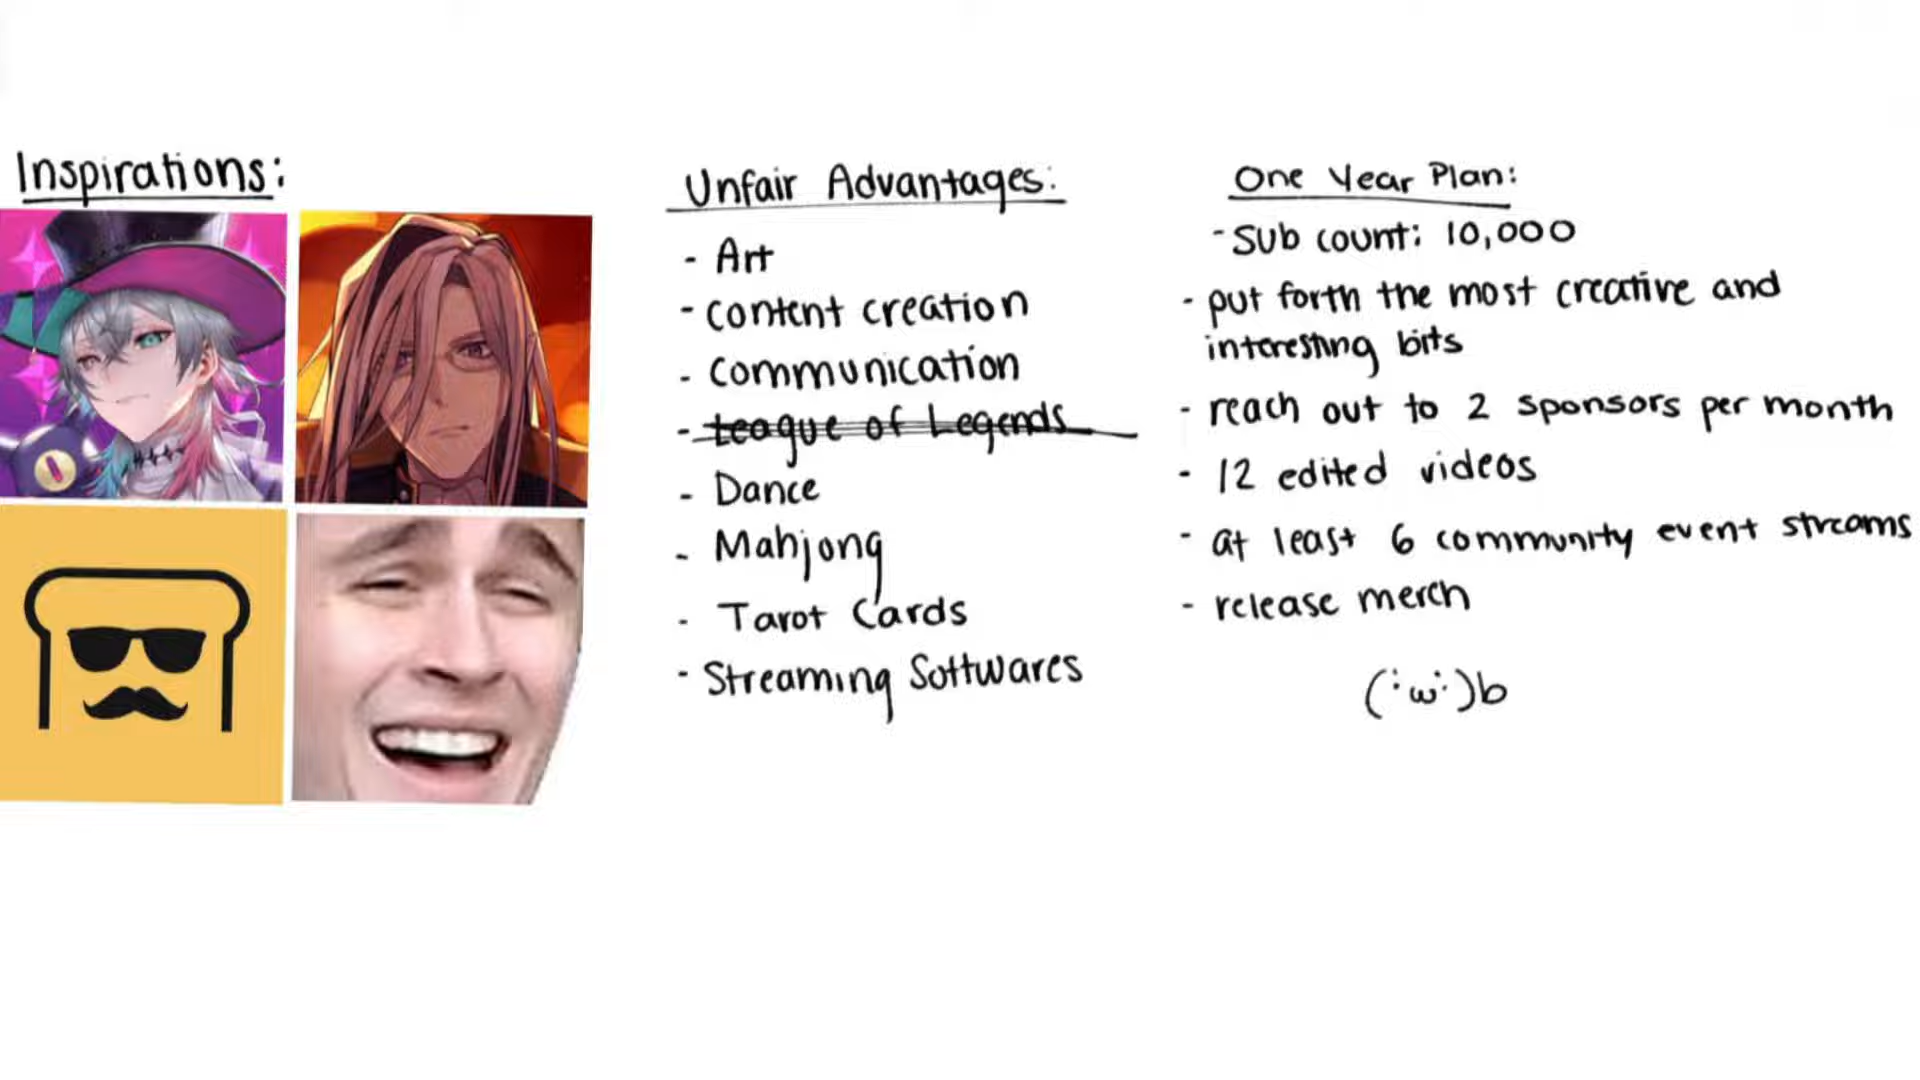 Inspirations:
Unfair Advantages:
- Art
- content creation
- communication
- League of Legends
- Dance
- Mahjong
- Tarot Cards
- Streaming Softwares
One Year Plan:
- Sub count: 10,000
- put forth the most creative and
interesting bits
- reach out to 2 sponsors per month
- 12 edited videos
- at least 6 community event streams
- release merch
(˙ω˙)b